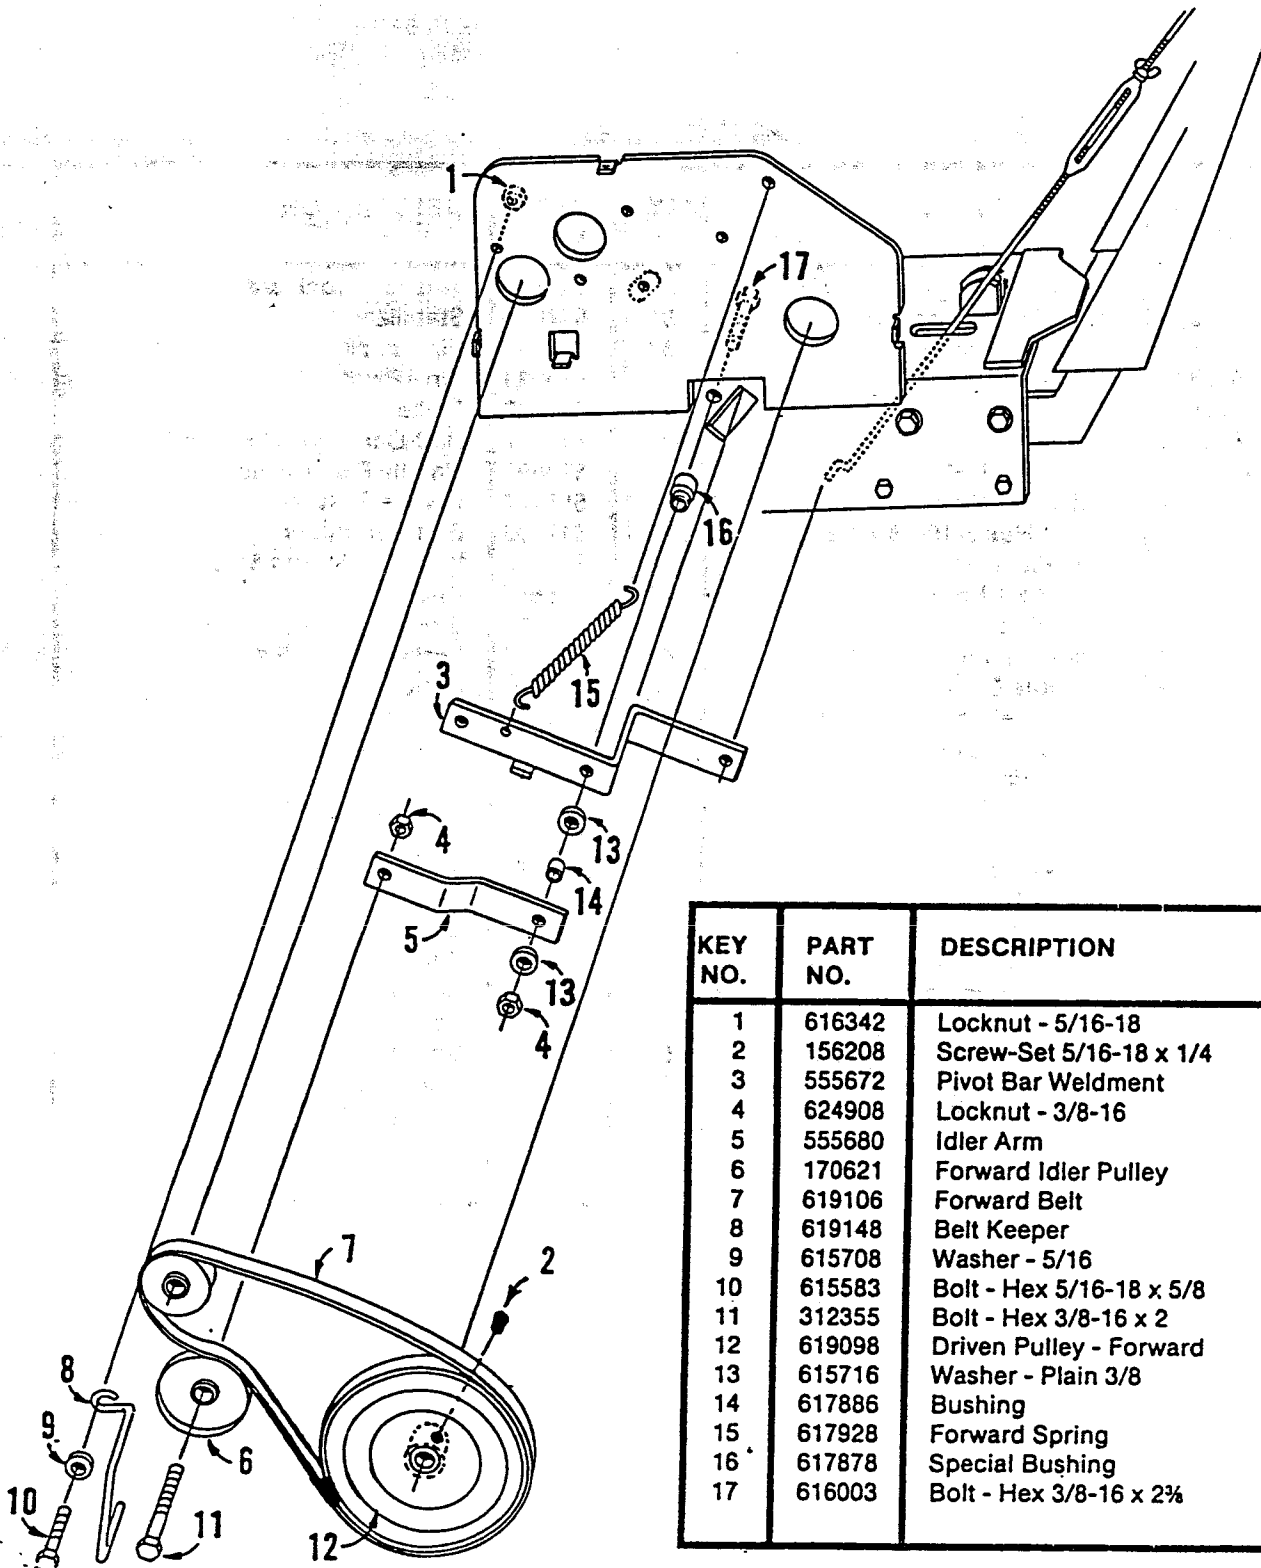 1
17
16
15
3
4
13
14
5
13
4
7
2
8
9
6
10
11
12
KEY NO. PART NO. DESCRIPTION
1 616342 Locknut - 5/16-18
2 156208 Screw-Set 5/16-18 x 1/4
3 555672 Pivot Bar Weldment
4 624908 Locknut - 3/8-16
5 555680 Idler Arm
6 170621 Forward Idler Pulley
7 619106 Forward Belt
8 619148 Belt Keeper
9 615708 Washer - 5/16
10 615583 Bolt - Hex 5/16-18 x 5/8
11 312355 Bolt - Hex 3/8-16 x 2
12 619098 Driven Pulley - Forward
13 615716 Washer - Plain 3/8
14 617886 Bushing
15 617928 Forward Spring
16 617878 Special Bushing
17 616003 Bolt - Hex 3/8-16 x 2⅜